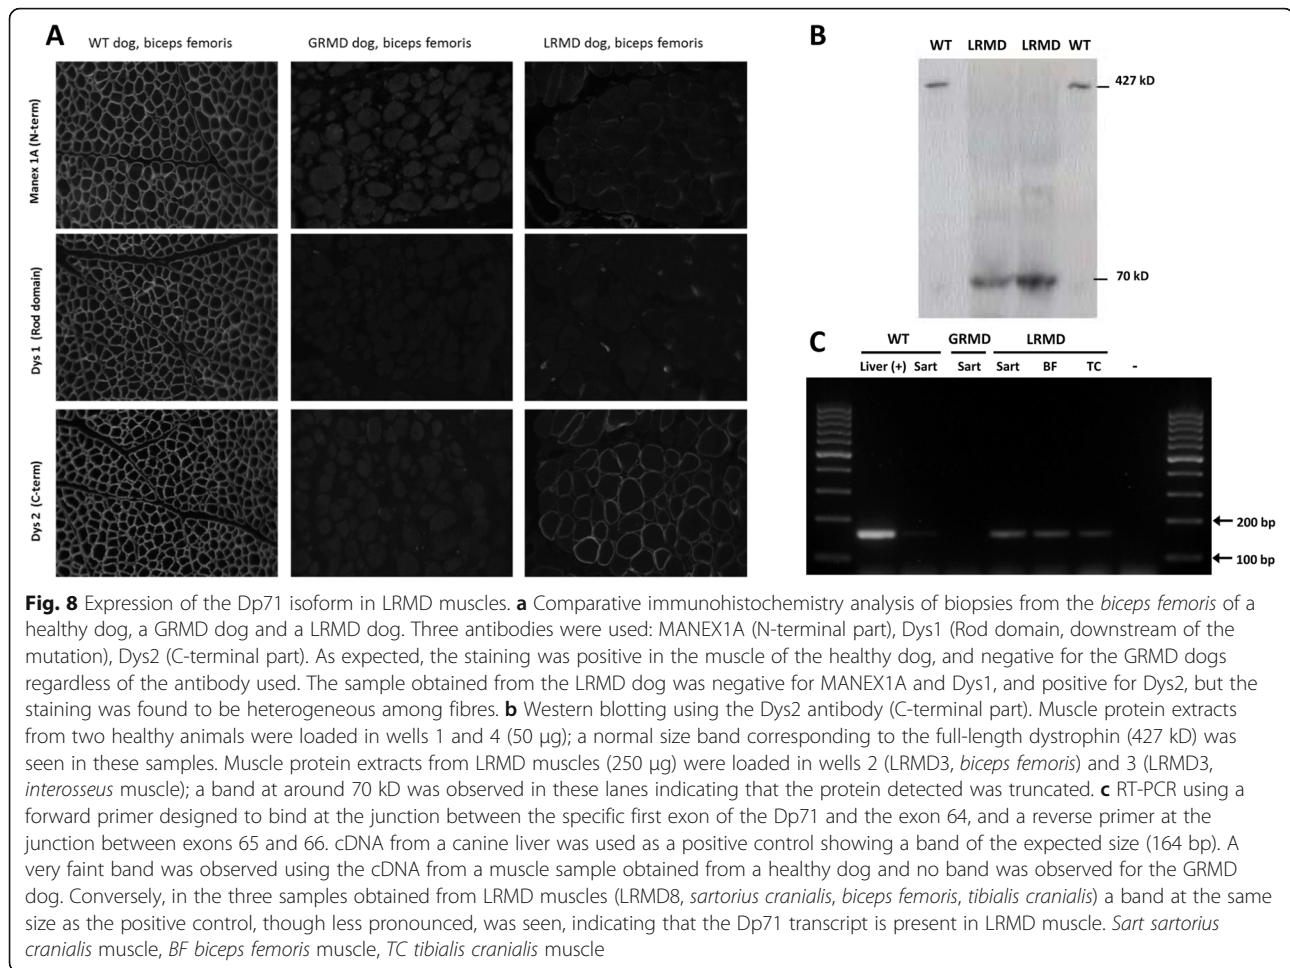 A
WT dog, biceps femoris
GRMD dog, biceps femoris
LRMD dog, biceps femoris
Manex 1A (N-term)
Dys 1 (Rod domain)
Dys 2 (C-term)
B
WT LRMD LRMD WT
427 kD
70 kD
C
WT GRMD LRMD
Liver (+) Sart Sart Sart BF TC -
200 bp
100 bp
Fig. 8 Expression of the Dp71 isoform in LRMD muscles. a Comparative immunohistochemistry analysis of biopsies from the biceps femoris of a
healthy dog, a GRMD dog and a LRMD dog. Three antibodies were used: MANEX1A (N-terminal part), Dys1 (Rod domain, downstream of the
mutation), Dys2 (C-terminal part). As expected, the staining was positive in the muscle of the healthy dog, and negative for the GRMD dogs
regardless of the antibody used. The sample obtained from the LRMD dog was negative for MANEX1A and Dys1, and positive for Dys2, but the
staining was found to be heterogeneous among fibres. b Western blotting using the Dys2 antibody (C-terminal part). Muscle protein extracts
from two healthy animals were loaded in wells 1 and 4 (50 μg); a normal size band corresponding to the full-length dystrophin (427 kD) was
seen in these samples. Muscle protein extracts from LRMD muscles (250 μg) were loaded in wells 2 (LRMD3, biceps femoris) and 3 (LRMD3,
interosseus muscle); a band at around 70 kD was observed in these lanes indicating that the protein detected was truncated. c RT-PCR using a
forward primer designed to bind at the junction between the specific first exon of the Dp71 and the exon 64, and a reverse primer at the
junction between exons 65 and 66. cDNA from a canine liver was used as a positive control showing a band of the expected size (164 bp). A
very faint band was observed using the cDNA from a muscle sample obtained from a healthy dog and no band was observed for the GRMD
dog. Conversely, in the three samples obtained from LRMD muscles (LRMD8, sartorius cranialis, biceps femoris, tibialis cranialis) a band at the same
size as the positive control, though less pronounced, was seen, indicating that the Dp71 transcript is present in LRMD muscle. Sart sartorius
cranialis muscle, BF biceps femoris muscle, TC tibialis cranialis muscle